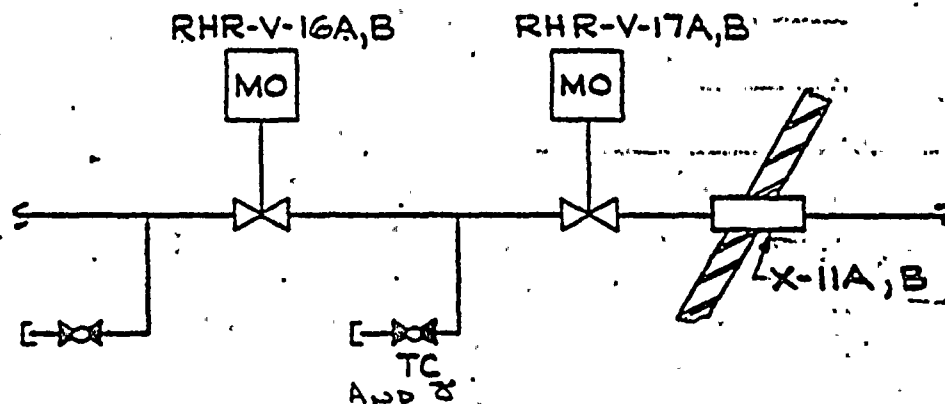 RHR-V-16A,B
RHR-V-17A,B
MO
MO
X-11A,B
TC
AND